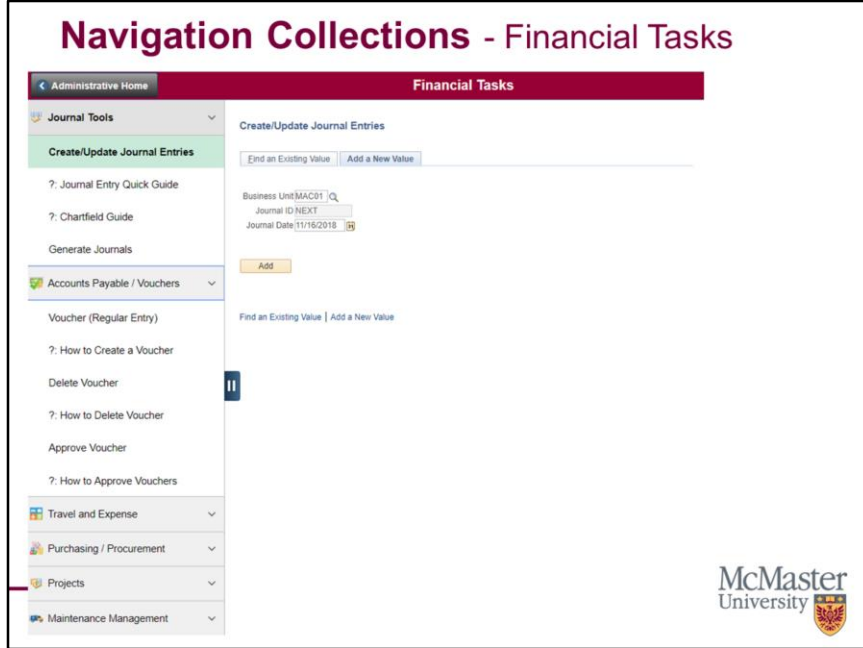 Navigation Collections - Financial Tasks
Administrative Home
Financial Tasks
Journal Tools
Create/Update Journal Entries
?: Journal Entry Quick Guide
?: Chartfield Guide
Generate Journals
Accounts Payable / Vouchers
Voucher (Regular Entry)
?: How to Create a Voucher
Delete Voucher
?: How to Delete Voucher
Approve Voucher
?: How to Approve Vouchers
Travel and Expense
Purchasing / Procurement
Projects
Maintenance Management
Create/Update Journal Entries
Find an Existing Value Add a New Value
Business Unit MAC01
Journal ID NEXT
Journal Date 11/16/2018
Add
Find an Existing Value | Add a New Value
McMaster
University